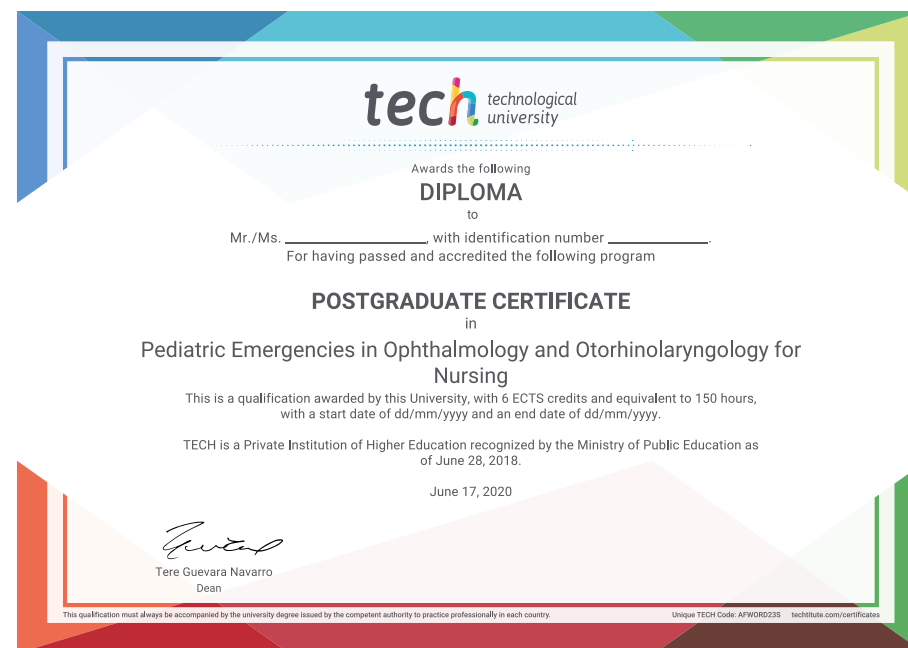 tech technological
university
Awards the following
DIPLOMA
to
Mr./Ms. ____________, with identification number ____________.
For having passed and accredited the following program
POSTGRADUATE CERTIFICATE
in
Pediatric Emergencies in Ophthalmology and Otorhinolaryngology for
Nursing
This is a qualification awarded by this University, with 6 ECTS credits and equivalent to 150 hours,
with a start date of dd/mm/yyyy and an end date of dd/mm/yyyy.
TECH is a Private Institution of Higher Education recognized by the Ministry of Public Education as
of June 28, 2018.
June 17, 2020
Tere Guevara Navarro
Dean
This qualification must always be accompanied by the university degree issued by the competent authority to practice professionally in each country. Unique TECH Code: AFWORD23S techtitute.com/certificates